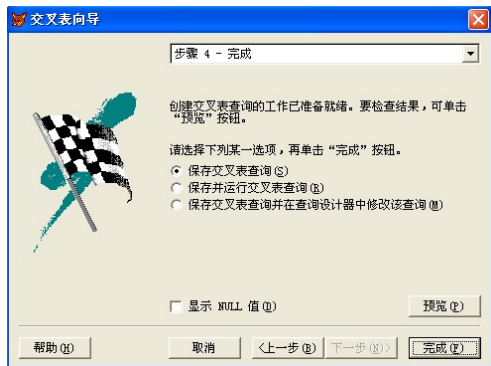 交叉表向导
步骤 4 - 完成
创建交叉表查询的工作已准备就绪。要检查结果，可单击
“预览”按钮。
请选择下列某一选项，再单击“完成”按钮。
保存交叉表查询(S)
保存并运行交叉表查询(R)
保存交叉表查询并在查询设计器中修改该查询(M)
显示 NULL 值(D)
预览(P)
帮助(H)
取消
<上一步(B)
下一步(N)>
完成(F)